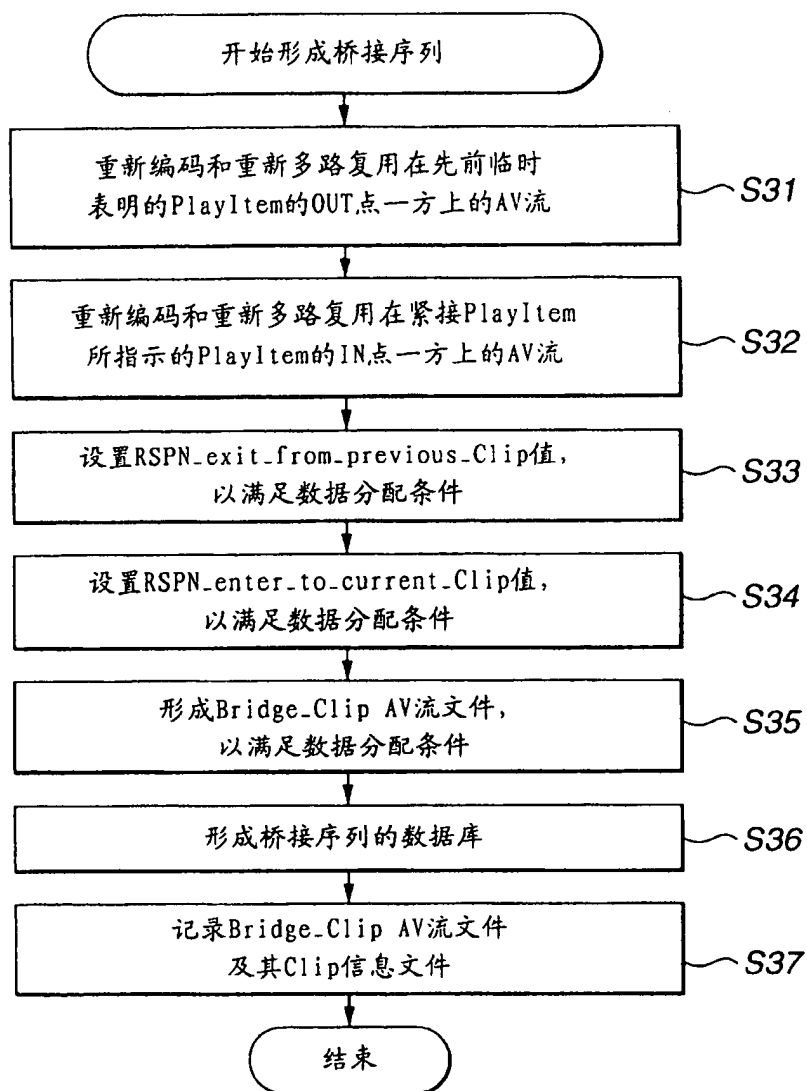 开始形成桥接序列
重新编码和重新多路复用在先前临时
表明的PlayItem的OUT点一方上的AV流
S31
重新编码和重新多路复用在紧接PlayItem
所指示的PlayItem的IN点一方上的AV流
S32
设置RSPN_exit_from_previous_Clip值,
以满足数据分配条件
S33
设置RSPN_enter_to_current_Clip值,
以满足数据分配条件
S34
形成Bridge_Clip AV流文件,
以满足数据分配条件
S35
形成桥接序列的数据库
S36
记录Bridge_Clip AV流文件
及其Clip信息文件
S37
结束